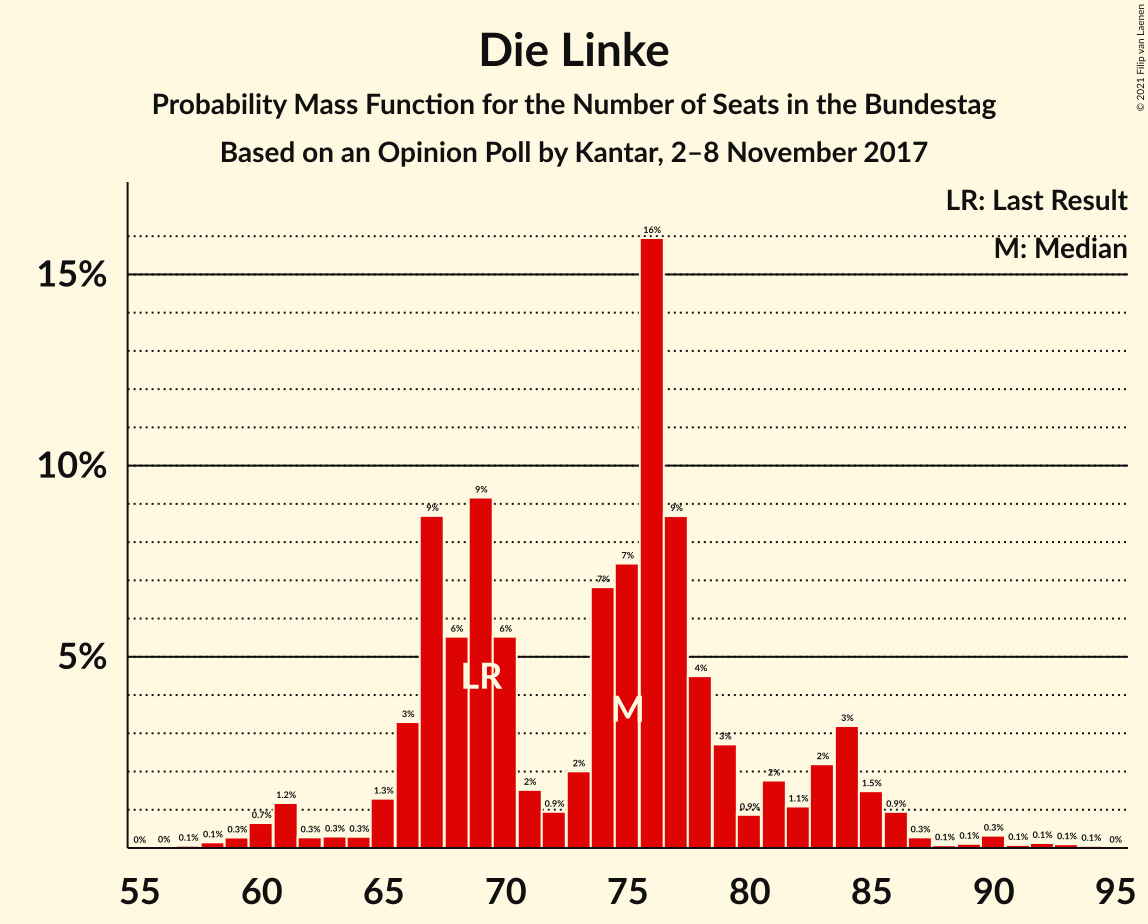 Die Linke
Probability Mass Function for the Number of Seats in the Bundestag
Based on an Opinion Poll by Kantar, 2–8 November 2017
© 2021 Filip van Laenen
LR: Last Result
M: Median
15%
10%
5%
0% 0% 0.1% 0.1% 0.3% 0.7% 1.2% 0.3% 0.3% 0.3% 1.3% 3% 9% 6% 9% 6% 2% 0.9% 2% 7% 7% 16% 9% 4% 3% 0.9% 2% 1.1% 2% 3% 1.5% 0.9% 0.3% 0.1% 0.1% 0.3% 0.1% 0.1% 0.1% 0.1% 0%
LR
M
55 60 65 70 75 80 85 90 95